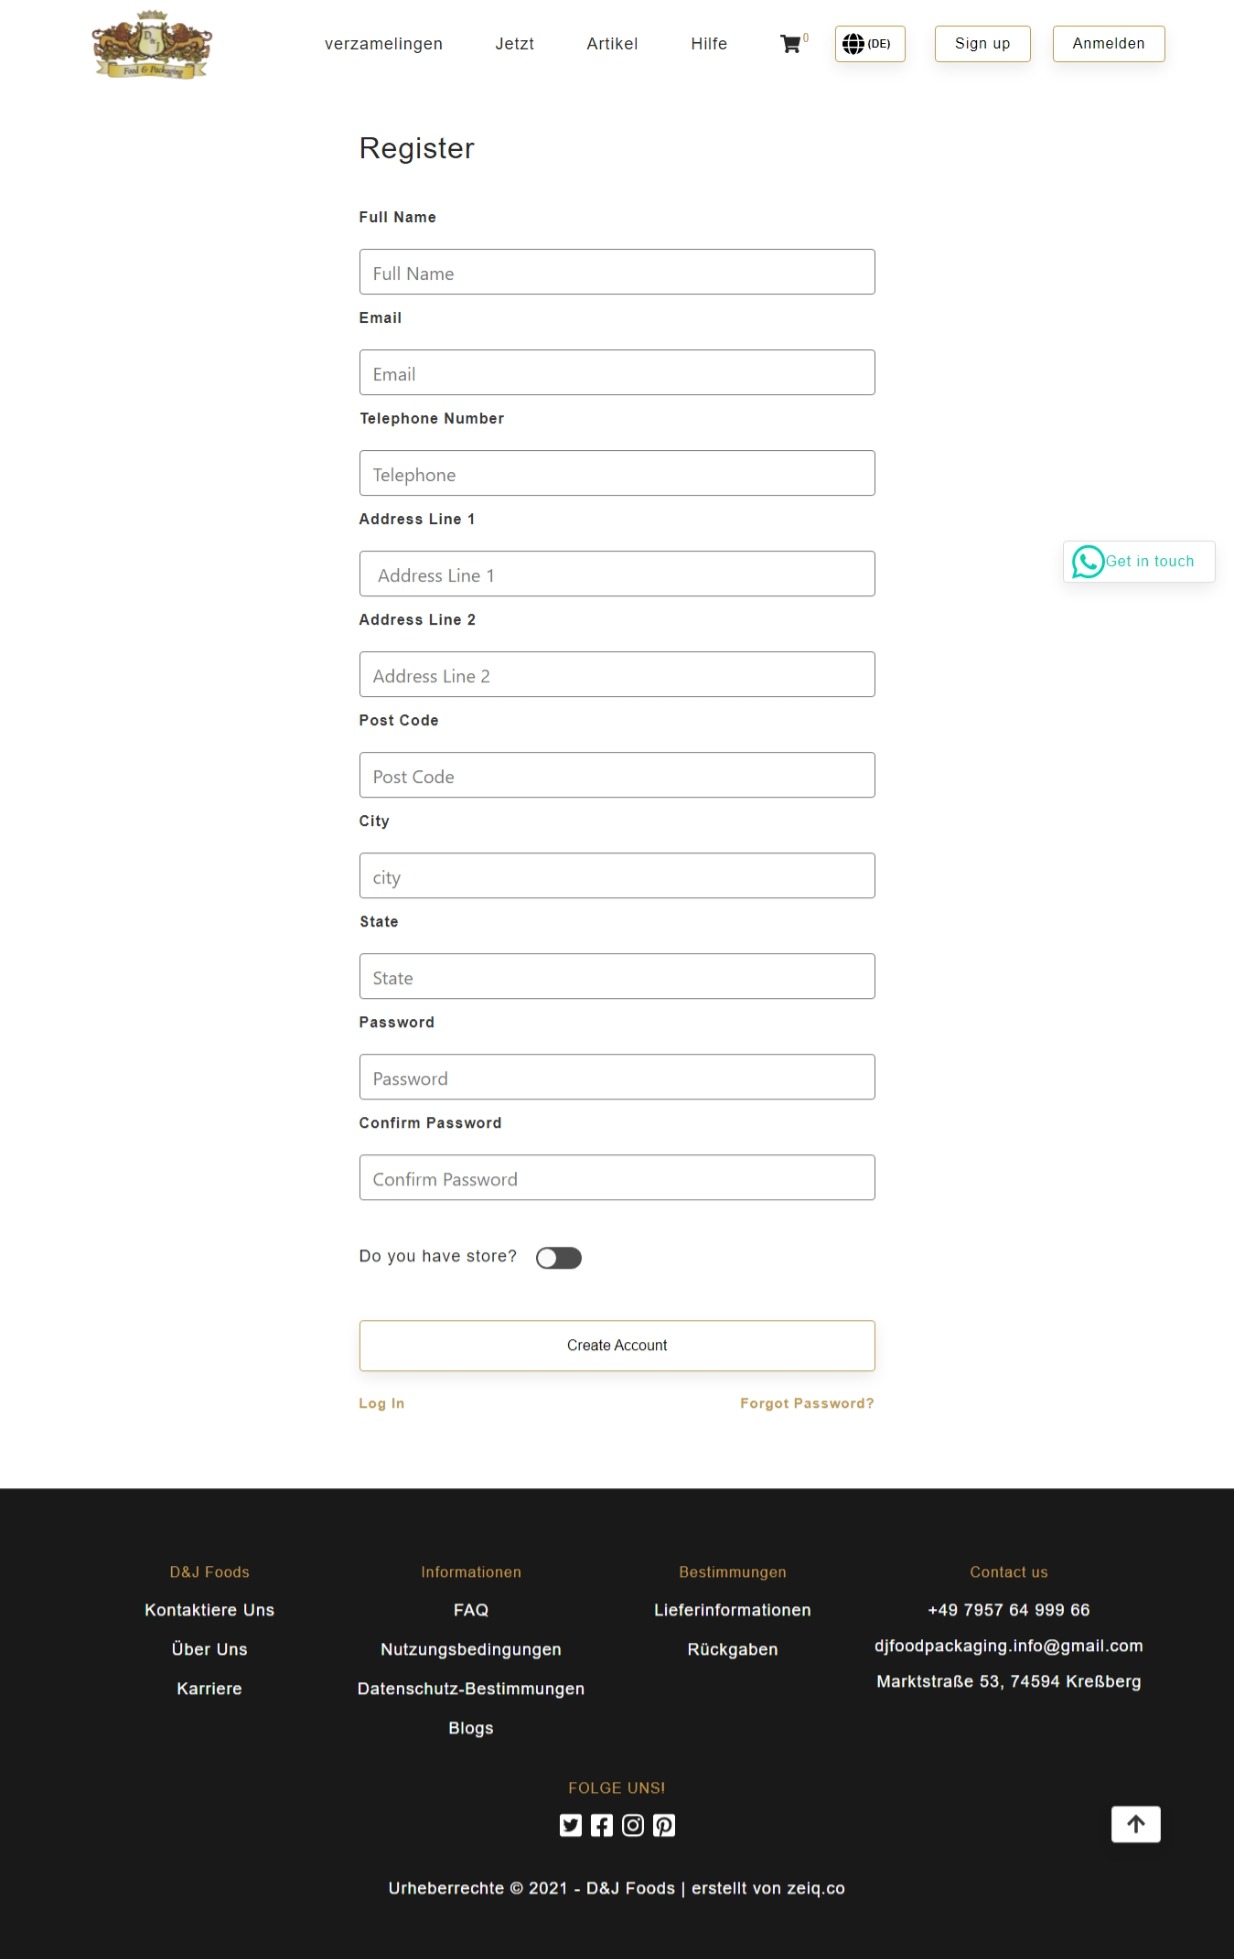 D&J
Food & Packaging
verzamelingen
Jetzt
Artikel
Hilfe
0
(DE)
Sign up
Anmelden
Register
Full Name
Full Name
Email
Email
Telephone Number
Telephone
Address Line 1
Address Line 1
Get in touch
Address Line 2
Address Line 2
Post Code
Post Code
City
city
State
State
Password
Password
Confirm Password
Confirm Password
Do you have store?
Create Account
Log In
Forgot Password?
D&J Foods
Kontaktiere Uns
Über Uns
Karriere
Informationen
FAQ
Nutzungsbedingungen
Datenschutz-Bestimmungen
Blogs
Bestimmungen
Lieferinformationen
Rückgaben
Contact us
+49 7957 64 999 66
djfoodpackaging.info@gmail.com
Marktstraße 53, 74594 Kreßberg
FOLGE UNS!
Urheberrechte © 2021 - D&J Foods | erstellt von zeiq.co